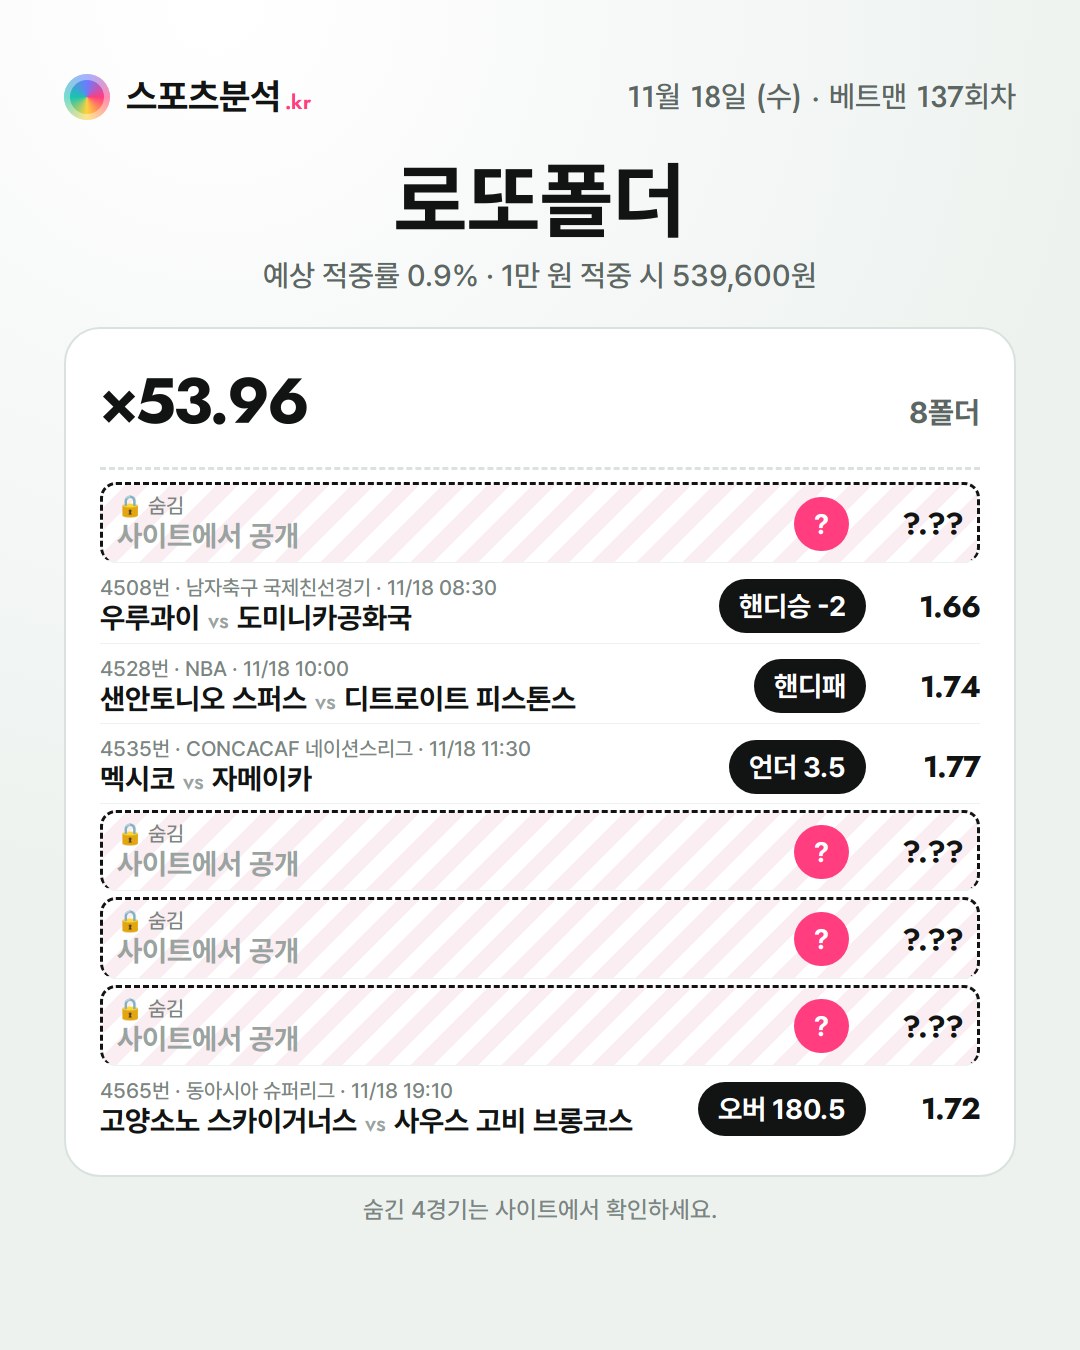 스포츠분석.kr
11월 18일 (수) · 베트맨 137회차
로또폴더
예상 적중률 0.9% · 1만 원 적중 시 539,600원
×53.96
8폴더
🔒 숨김
사이트에서 공개
?
?.??
4508번 · 남자축구 국제친선경기 · 11/18 08:30
우루과이 vs 도미니카공화국
핸디승 -2
1.66
4528번 · NBA · 11/18 10:00
샌안토니오 스퍼스 vs 디트로이트 피스톤스
핸디패
1.74
4535번 · CONCACAF 네이션스리그 · 11/18 11:30
멕시코 vs 자메이카
언더 3.5
1.77
🔒 숨김
사이트에서 공개
?
?.??
🔒 숨김
사이트에서 공개
?
?.??
🔒 숨김
사이트에서 공개
?
?.??
4565번 · 동아시아 슈퍼리그 · 11/18 19:10
고양소노 스카이거너스 vs 사우스 고비 브롱코스
오버 180.5
1.72
숨긴 4경기는 사이트에서 확인하세요.